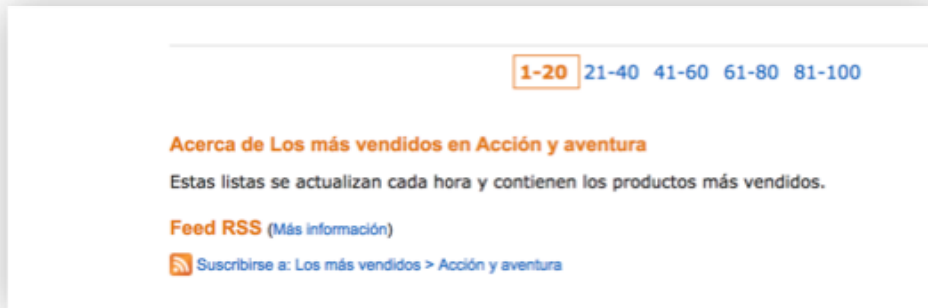 1-20 21-40 41-60 61-80 81-100
Acerca de Los más vendidos en Acción y aventura
Estas listas se actualizan cada hora y contienen los productos más vendidos.
Feed RSS (Más información)
Suscribirse a: Los más vendidos > Acción y aventura